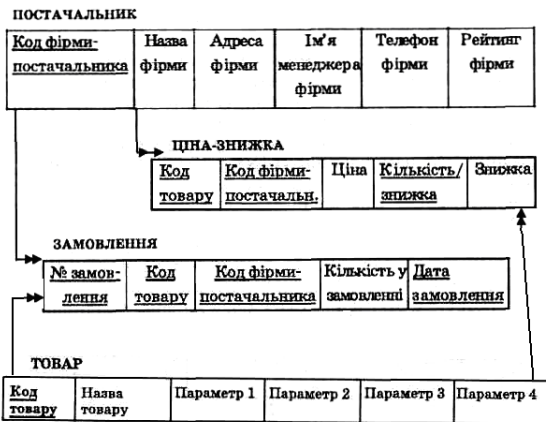 ПОСТАЧАЛЬНИК
Код фірми-постачальника
Назва фірми
Адреса фірми
Ім'я менеджера фірми
Телефон фірми
Рейтинг фірми
ЦІНА-ЗНИЖКА
Код товару
Код фірми-постачальн.
Ціна
Кількість/знижка
Знижка
ЗАМОВЛЕННЯ
№ замов-лення
Код товару
Код фірми-постачальника
Кількість у замовленні
Дата замовлення
ТОВАР
Код товару
Назва товару
Параметр 1
Параметр 2
Параметр 3
Параметр 4